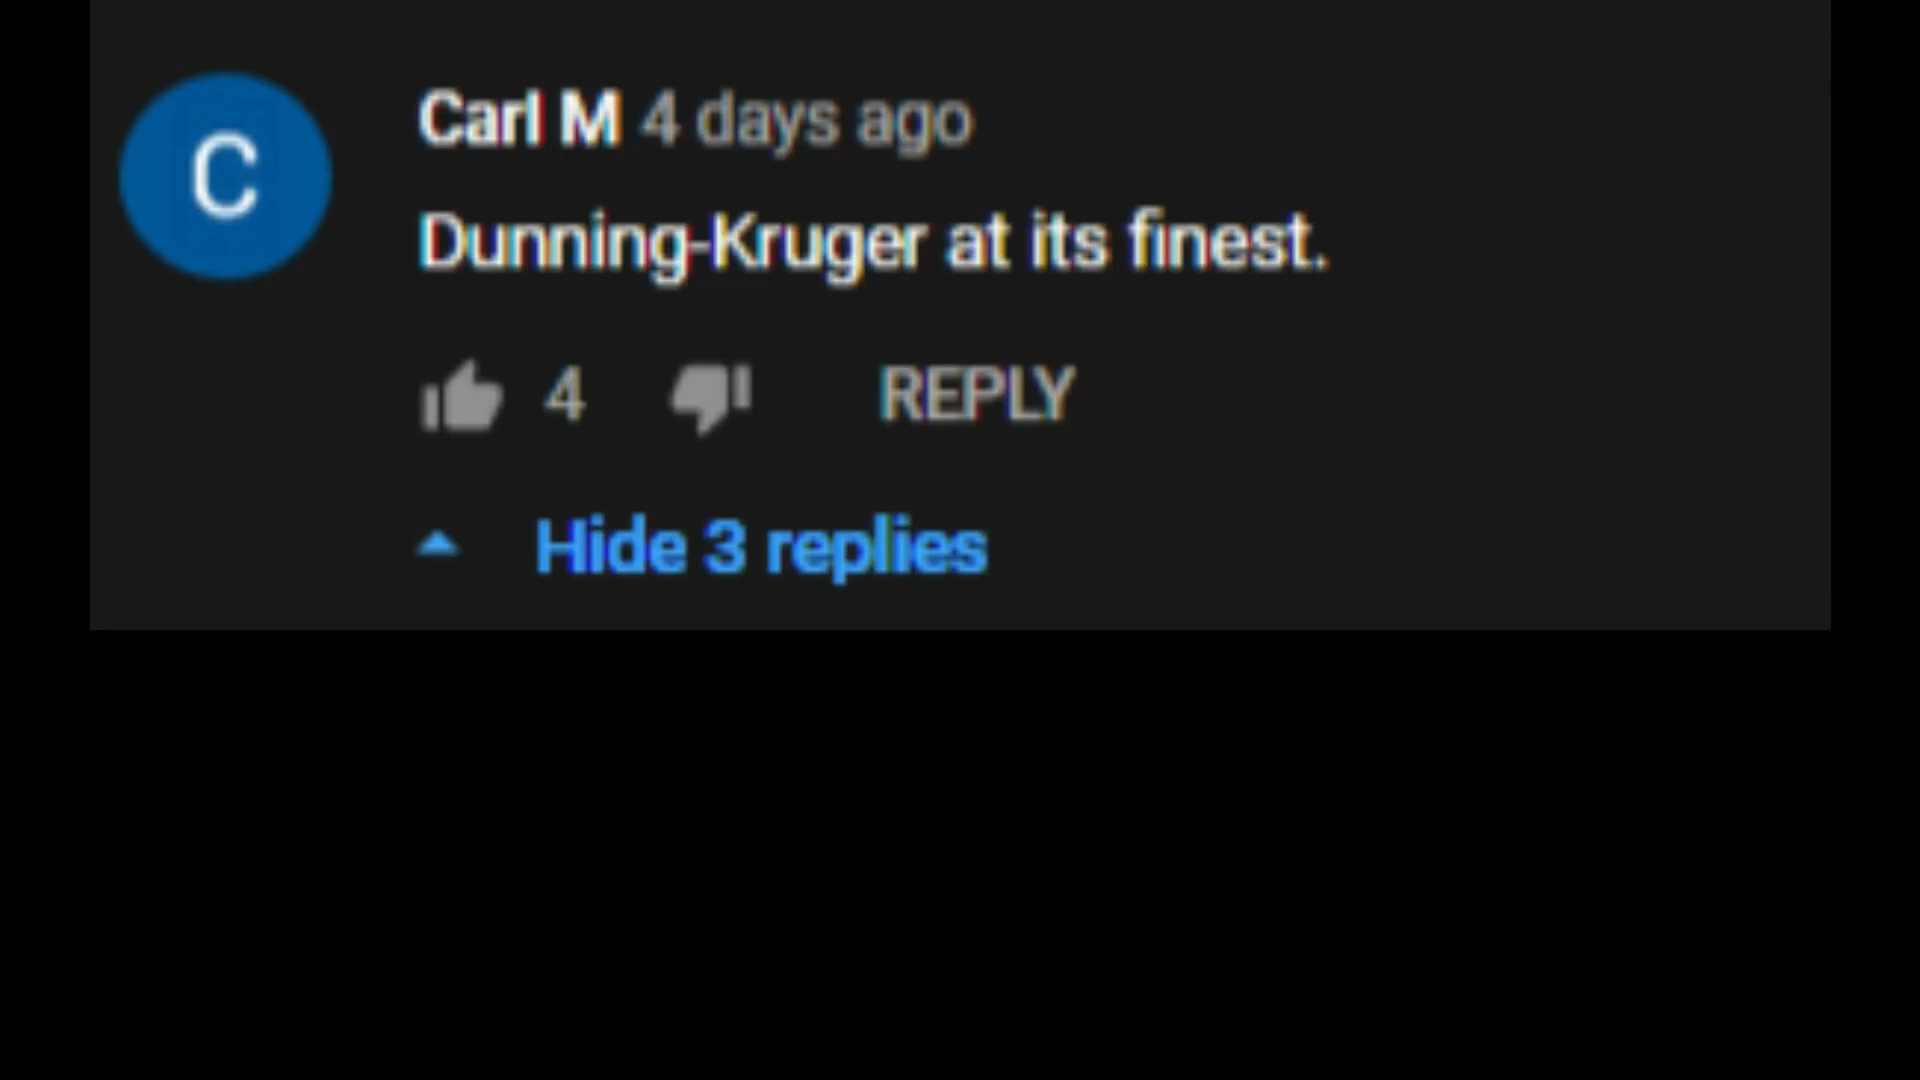 C
Carl M 4 days ago
Dunning-Kruger at its finest.
4 REPLY
Hide 3 replies